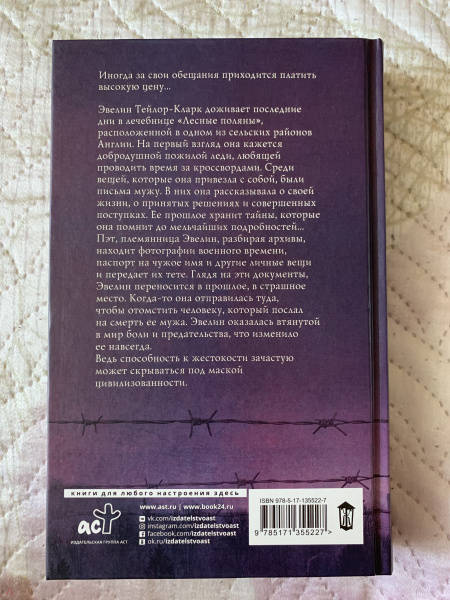 Иногда за свои обещания приходится платить
высокую цену...
Эвелин Тейлор-Кларк доживает последние
дни в лечебнице «Лесные поляны»,
расположенной в одном из сельских районов
Англии. На первый взгляд она кажется
добродушной пожилой леди, любящей
проводить время за кроссвордами. Среди
вещей, которые она привезла с собой, были
письма мужу. В них она рассказывала о своей
жизни, о принятых решениях и совершенных
поступках. Ее прошлое хранит тайны, которые
она помнит до мельчайших подробностей...
Пэт, племянница Эвелин, разбирая архивы,
находит фотографии военного времени,
паспорт на чужое имя и другие личные вещи
и передает их тете. Глядя на эти документы,
Эвелин переносится в прошлое, в страшное
место. Когда-то она отправилась туда,
чтобы отомстить человеку, который послал
на смерть ее мужа. Эвелин оказалась втянутой
в мир боли и предательства, что изменило
ее навсегда.
Ведь способность к жестокости зачастую
может скрываться под маской
цивилизованности.
книги для любого настроения здесь
аст
ИЗДАТЕЛЬСКАЯ ГРУППА АСТ
www.ast.ru | www.book24.ru
vk.com/izdatelstvoast
instagram.com/izdatelstvoast
facebook.com/izdatelstvoast
ok.ru/izdatelstvoast
ISBN 978-5-17-135522-7
9 785171 355227 >